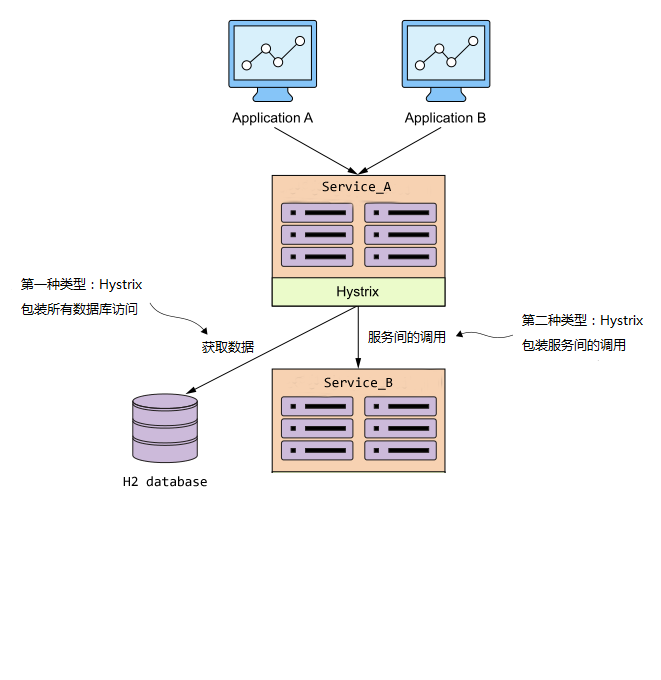 Application A
Application B
Service_A
Hystrix
第一种类型：Hystrix
包装所有数据库访问
获取数据
服务间的调用
第二种类型：Hystrix
包装服务间的调用
Service_B
H2 database